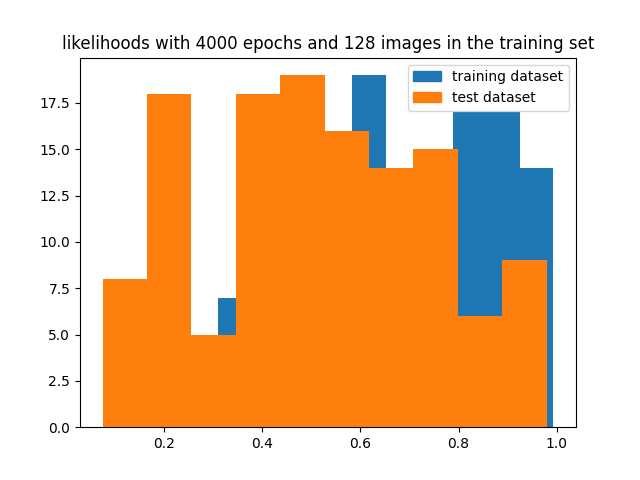 likelihoods with 4000 epochs and 128 images in the training set
training dataset
test dataset
17.5
15.0
12.5
10.0
7.5
5.0
2.5
0.0
0.2 0.4 0.6 0.8 1.0